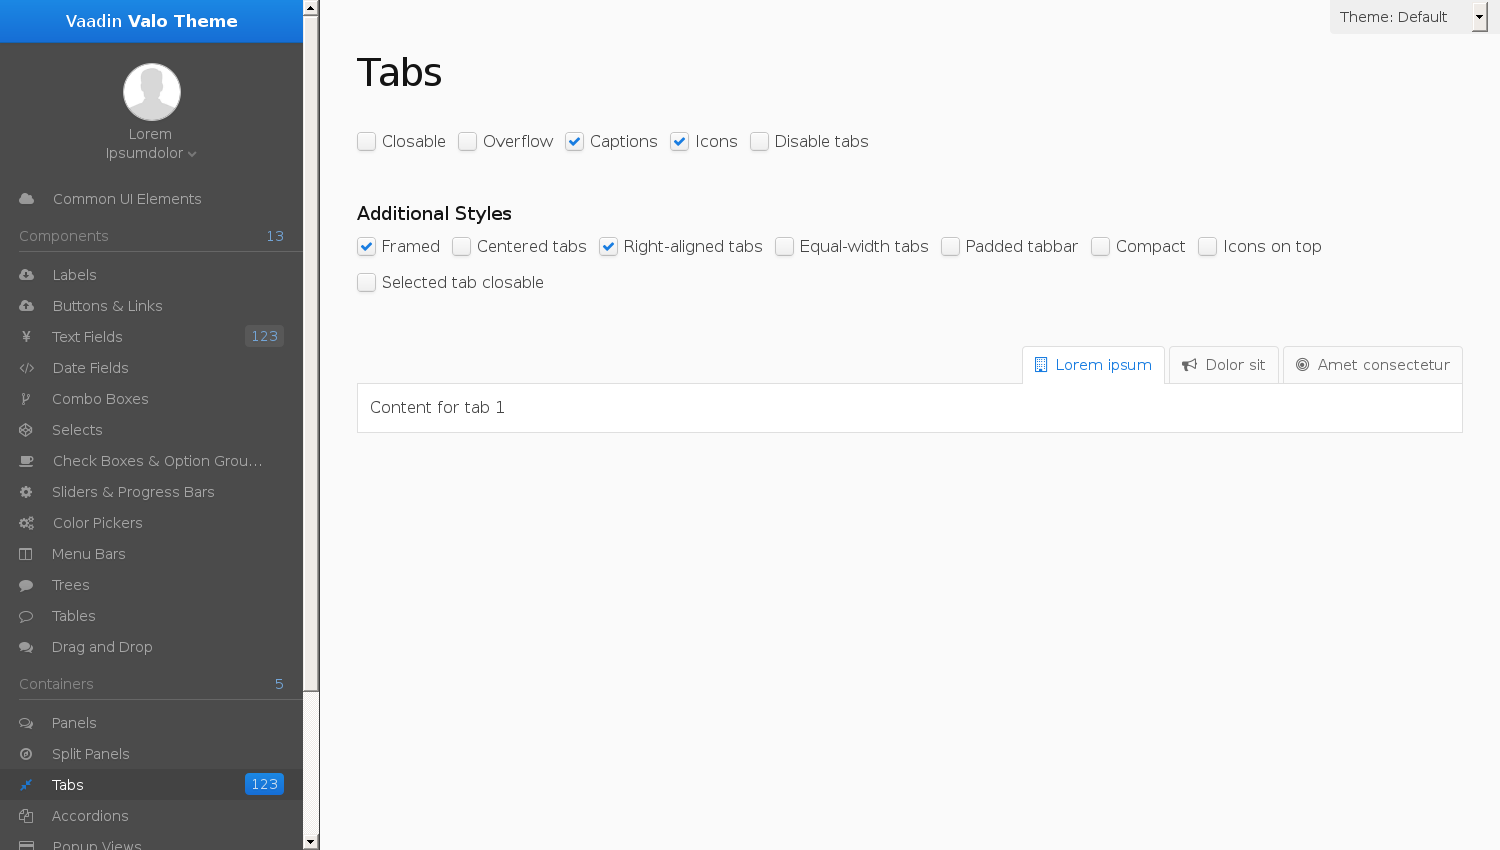 Vaadin Valo Theme
Lorem
Ipsumdolor
Common UI Elements
Components 13
Labels
Buttons & Links
Text Fields 123
Date Fields
Combo Boxes
Selects
Check Boxes & Option Grou…
Sliders & Progress Bars
Color Pickers
Menu Bars
Trees
Tables
Drag and Drop
Containers 5
Panels
Split Panels
Tabs 123
Accordions
Popup Views
Theme: Default
Tabs
Closable Overflow Captions Icons Disable tabs
Additional Styles
Framed Centered tabs Right-aligned tabs Equal-width tabs Padded tabbar Compact Icons on top
Selected tab closable
Lorem ipsum Dolor sit Amet consectetur
Content for tab 1